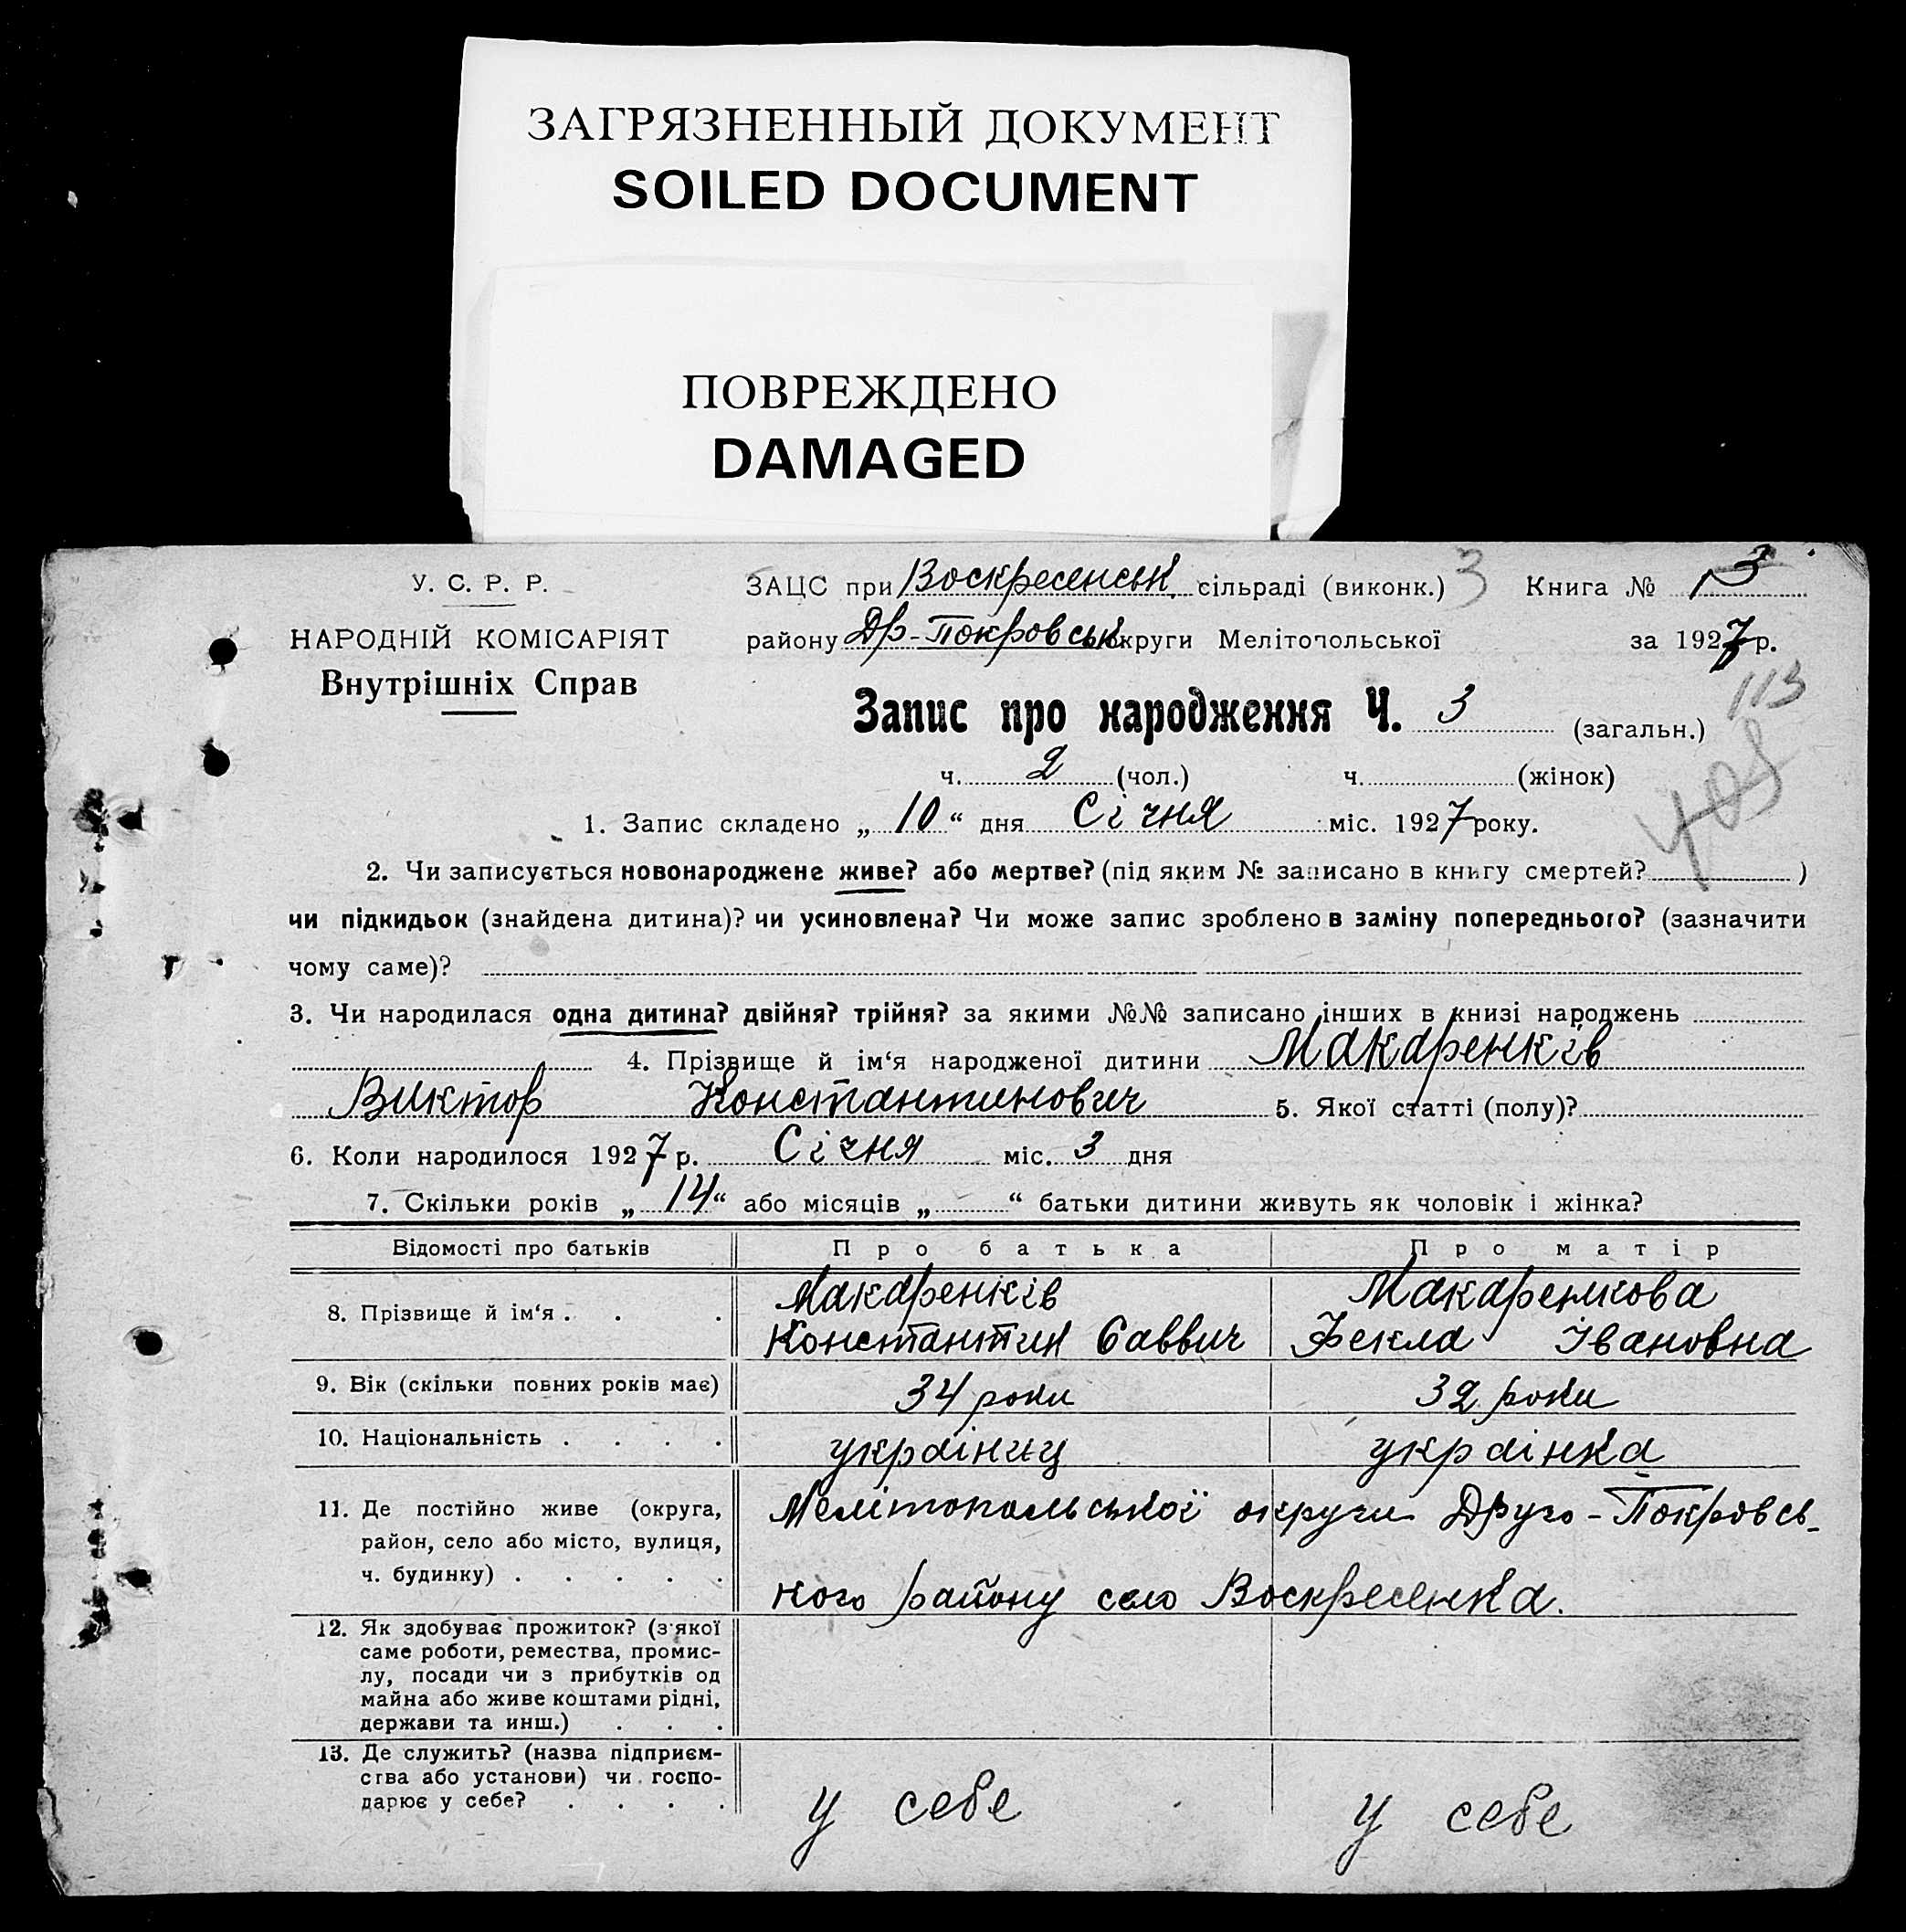 ЗАГРЯЗНЕННЫЙ ДОКУМЕНТ
SOILED DOCUMENT
ПОВРЕЖДЕНО
DAMAGED
У. С. Р. Р.
НАРОДНІЙ КОМІСАРІЯТ
Внутрішніх Справ
ЗАЦС при Воскресенськ. сільраді (виконк.) 3 Книга № 13
району Др-Покровськ округи Мелітопольської за 1927 р.
113
Запис про народження Ч. 3 (загальн.)
ч. 2 (чол.) ч. (жінок)
1. Запис складено „ 10 “ дня Січня міс. 1927 року.
2. Чи записується новонароджене живе? або мертве? (під яким № записано в книгу смертей? )
чи підкидьок (знайдена дитина)? чи усиновлена? Чи може запис зроблено в заміну попереднього? (зазначити
чому саме)?
3. Чи народилася одна дитина? двійня? трійня? за якими №№ записано інших в книзі народжень
4. Прізвище й ім‘я народженої дитини Макаренків
Виктор Константинович 5. Якої статті (полу)?
6. Коли народилося 1927 р. Січня міс. 3 дня
7. Скільки років „ 14 “ або місяців „ “ батьки дитини живуть як чоловік і жінка?
Відомості про батьків Про батька Про матір
8. Прізвище й ім‘я . . .
Макаренків
Константин Саввич
Макаренкова
Фекла Івановна
9. Вік (скільки повних років має) 34 роки 32 роки
10. Національність . . . . україниц українка
11. Де постійно живе (округа,
район, село або місто, вулиця,
ч. будинку) . . . . .
Мелітопольської округи Друго-Покровсь-
кого району село Воскресенка.
12. Як здобуває прожиток? (з'якої
саме роботи, ремества, промис-
лу, посади чи з прибутків од
майна або живе коштами рідні,
держави та инш.) . . .
13. Де служить? (назва підприєм-
ства або установи) чи госпо-
дарює у себе? . . . .
у себе у себе